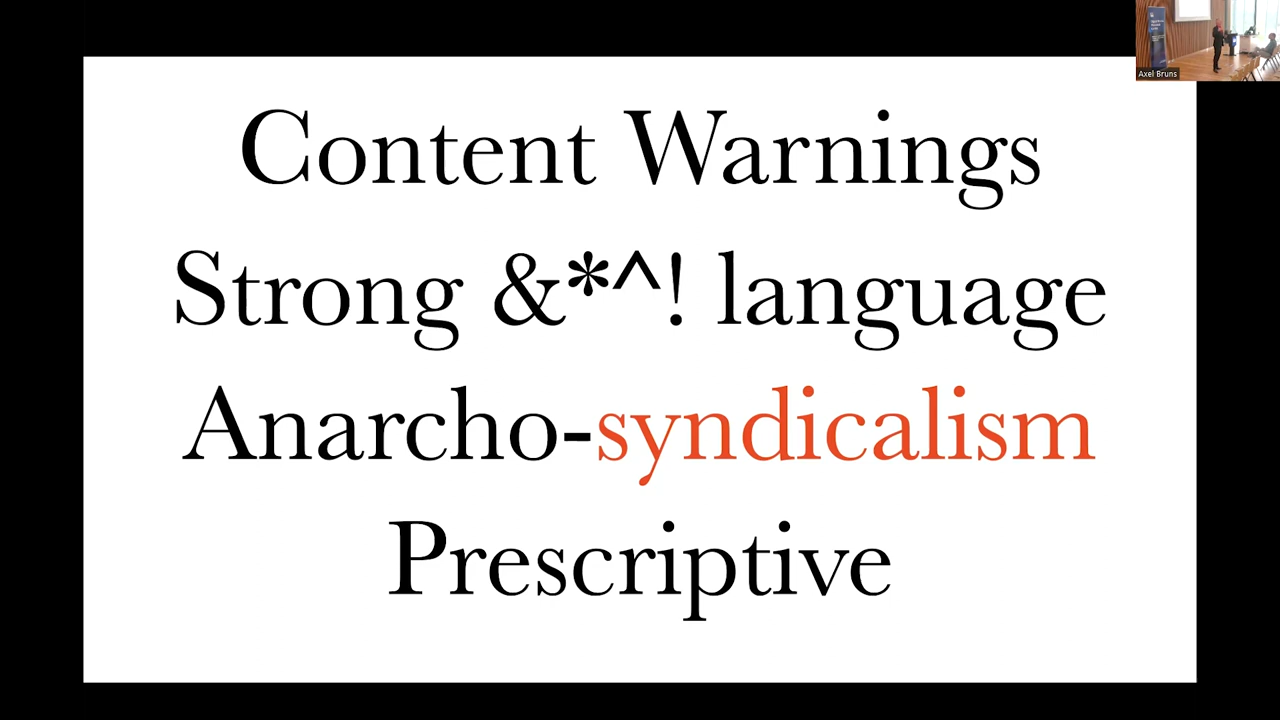 Content Warnings
Strong &*^! language
Anarcho-syndicalism
Prescriptive
Axel Bruns